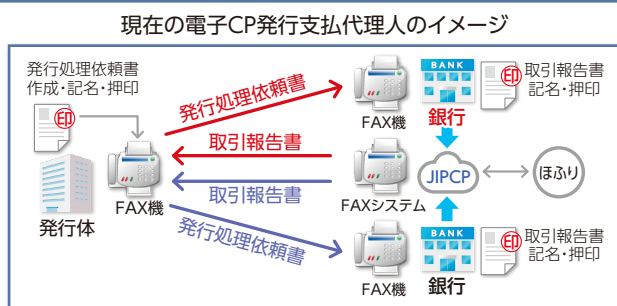 現在の電子CP発行支払代理人のイメージ
発行処理依頼書
作成・記名・押印
印
発行体
FAX機
発行処理依頼書
取引報告書
取引報告書
発行処理依頼書
FAX機
BANK
銀行
印
取引報告書
記名・押印
FAXシステム
JIPCP
ほふり
FAX機
BANK
銀行
印
取引報告書
記名・押印